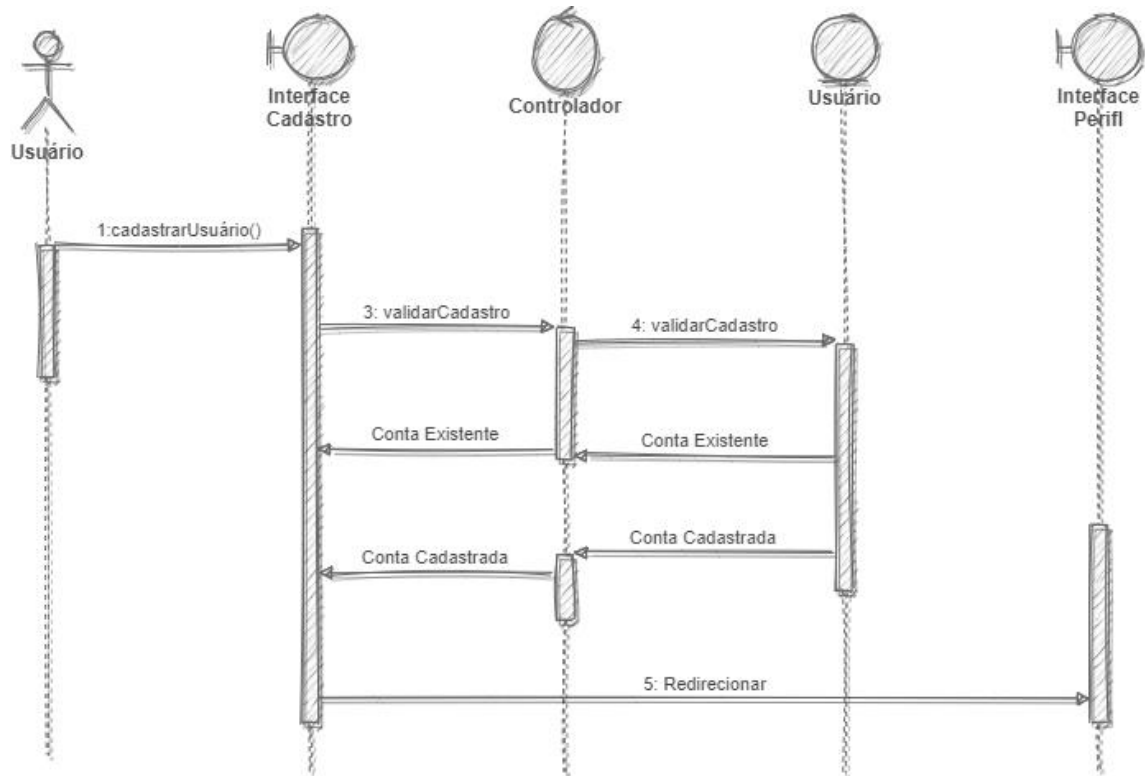 Usuário
Interface
Cadastro
Controlador
Usuário
Interface
Perifl
1:cadastrarUsuário()
3: validarCadastro
4: validarCadastro
Conta Existente
Conta Existente
Conta Cadastrada
Conta Cadastrada
5: Redirecionar